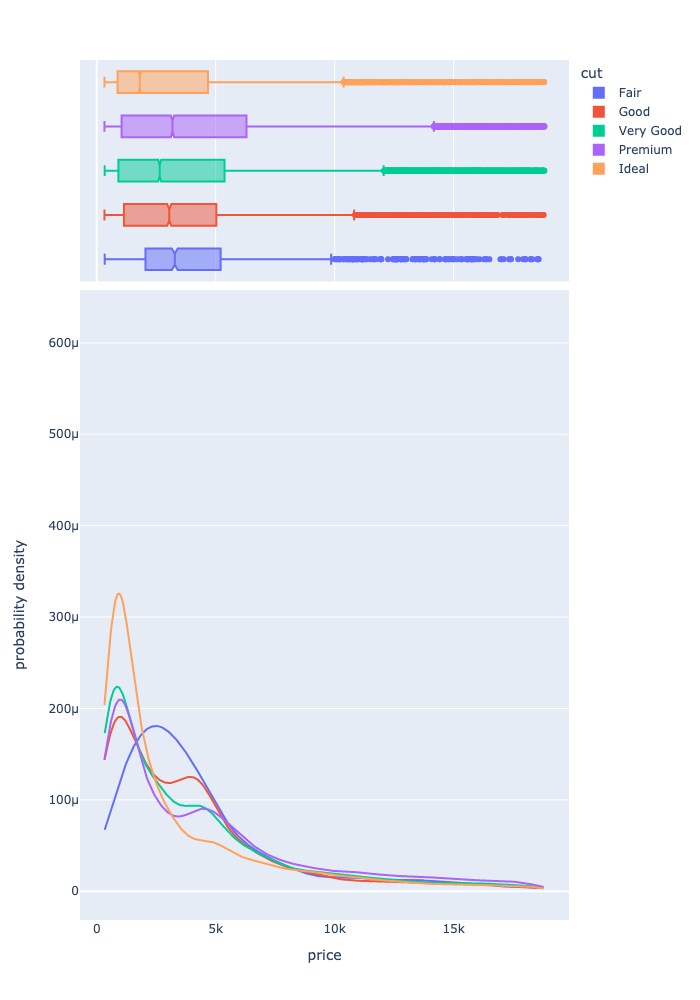 cut
Fair
Good
Very Good
Premium
Ideal
600μ
500μ
400μ
300μ
200μ
100μ
0
probability density
0
5k
10k
15k
price